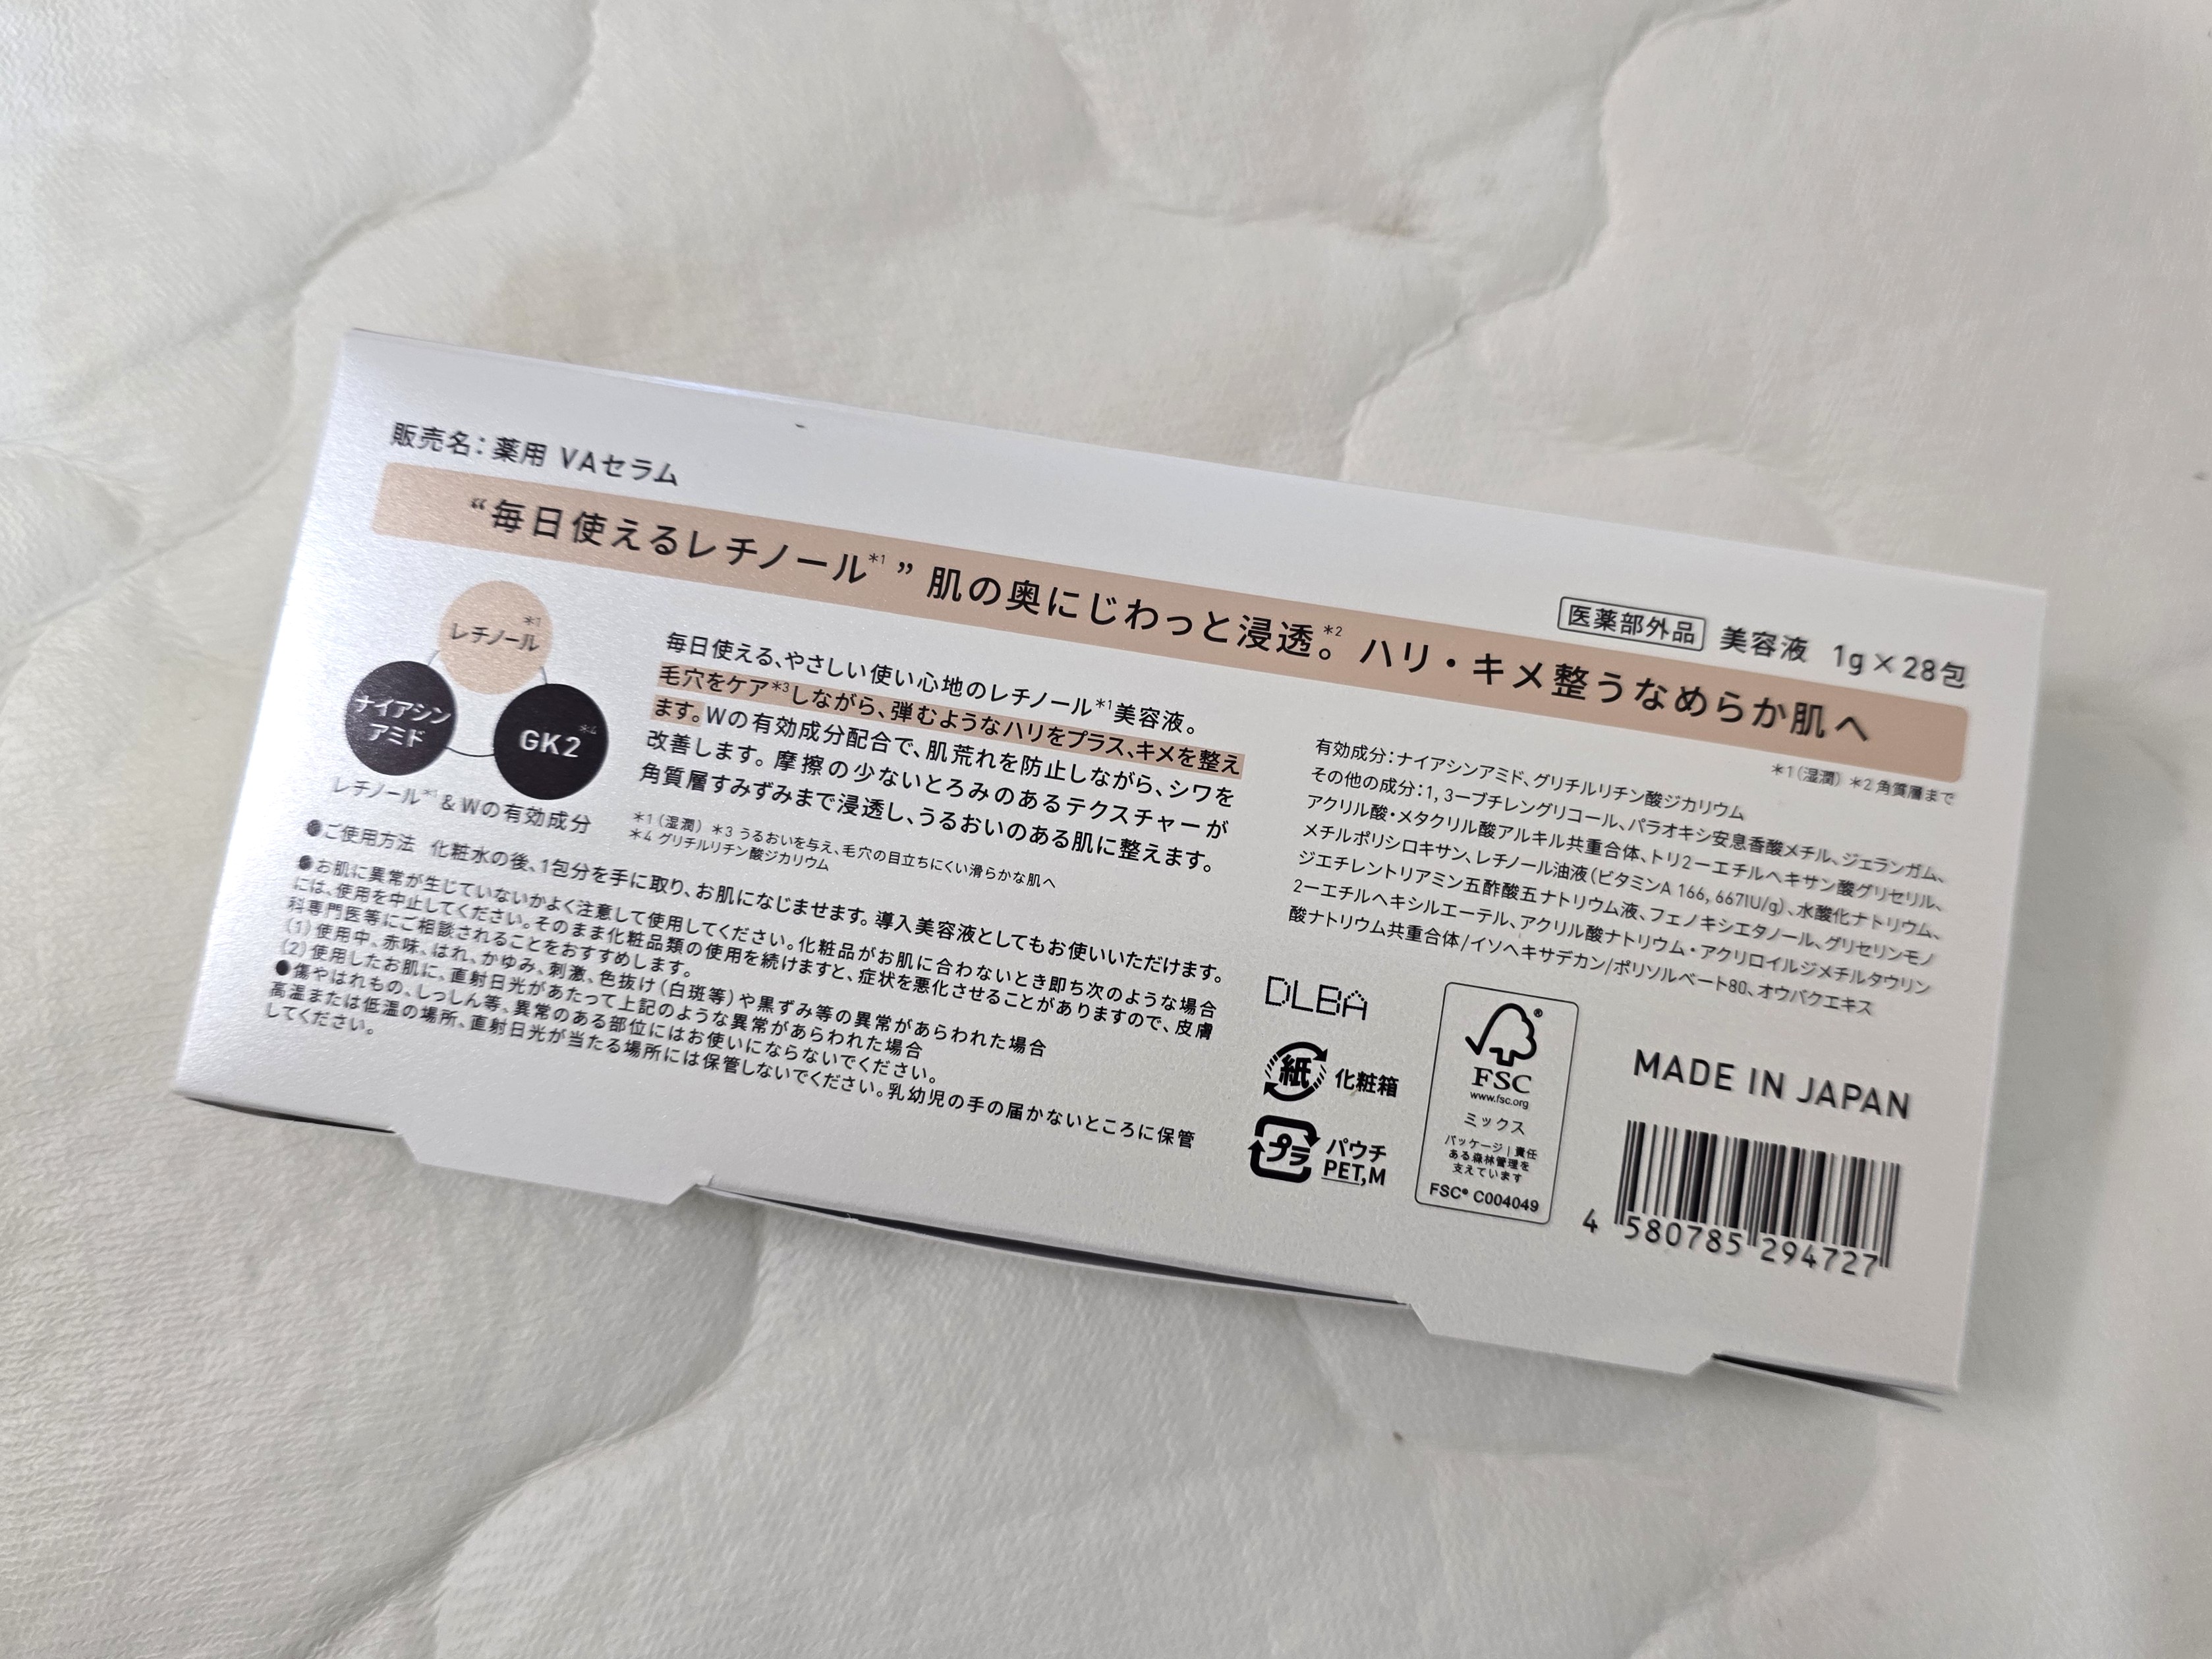 販売名：薬用 VAセラム
医薬部外品 美容液 1g×28包
“毎日使えるレチノール*1” 肌の奥にじわっと浸透*2。ハリ・キメ整うなめらか肌へ
*1（湿潤） *2 角質層まで
レチノール*1
ナイアシン
アミド
GK2*4
レチノール*1＆Wの有効成分
毎日使える、やさしい使い心地のレチノール*1美容液。
毛穴をケア*3しながら、弾むようなハリをプラス、キメを整え
ます。Wの有効成分配合で、肌荒れを防止しながら、シワを
改善します。摩擦の少ないとろみのあるテクスチャーが
角質層すみずみまで浸透し、うるおいのある肌に整えます。
*1（湿潤） *3 うるおいを与え、毛穴の目立ちにくい滑らかな肌へ
*4 グリチルリチン酸ジカリウム
●ご使用方法 化粧水の後、1包分を手に取り、お肌になじませます。導入美容液としてもお使いいただけます。
●お肌に異常が生じていないかよく注意して使用してください。化粧品がお肌に合わないとき即ち次のような場合
には、使用を中止してください。そのまま化粧品類の使用を続けますと、症状を悪化させることがありますので、皮膚
科専門医等にご相談されることをおすすめします。
（1）使用中、赤味、はれ、かゆみ、刺激、色抜け（白斑等）や黒ずみ等の異常があらわれた場合
（2）使用したお肌に、直射日光があたって上記のような異常があらわれた場合
●傷やはれもの、しっしん等、異常のある部位にはお使いにならないでください。
高温または低温の場所、直射日光が当たる場所には保管しないでください。乳幼児の手の届かないところに保管
してください。
有効成分：ナイアシンアミド、グリチルリチン酸ジカリウム
その他の成分：1，3ーブチレングリコール、パラオキシ安息香酸メチル、ジェランガム、
アクリル酸・メタクリル酸アルキル共重合体、トリ2ーエチルヘキサン酸グリセリル、
メチルポリシロキサン、レチノール油液（ビタミンA 166，667IU/g）、水酸化ナトリウム、
ジエチレントリアミン五酢酸五ナトリウム液、フェノキシエタノール、グリセリンモノ
2ーエチルヘキシルエーテル、アクリル酸ナトリウム・アクリロイルジメチルタウリン
酸ナトリウム共重合体/イソヘキサデカン/ポリソルベート80、オウバクエキス
DLBA
紙 化粧箱
プラ パウチ
PET,M
FSC®
www.fsc.org
ミックス
パッケージ｜責任
ある森林管理を
支えています
FSC® C004049
MADE IN JAPAN
4 580785 294727